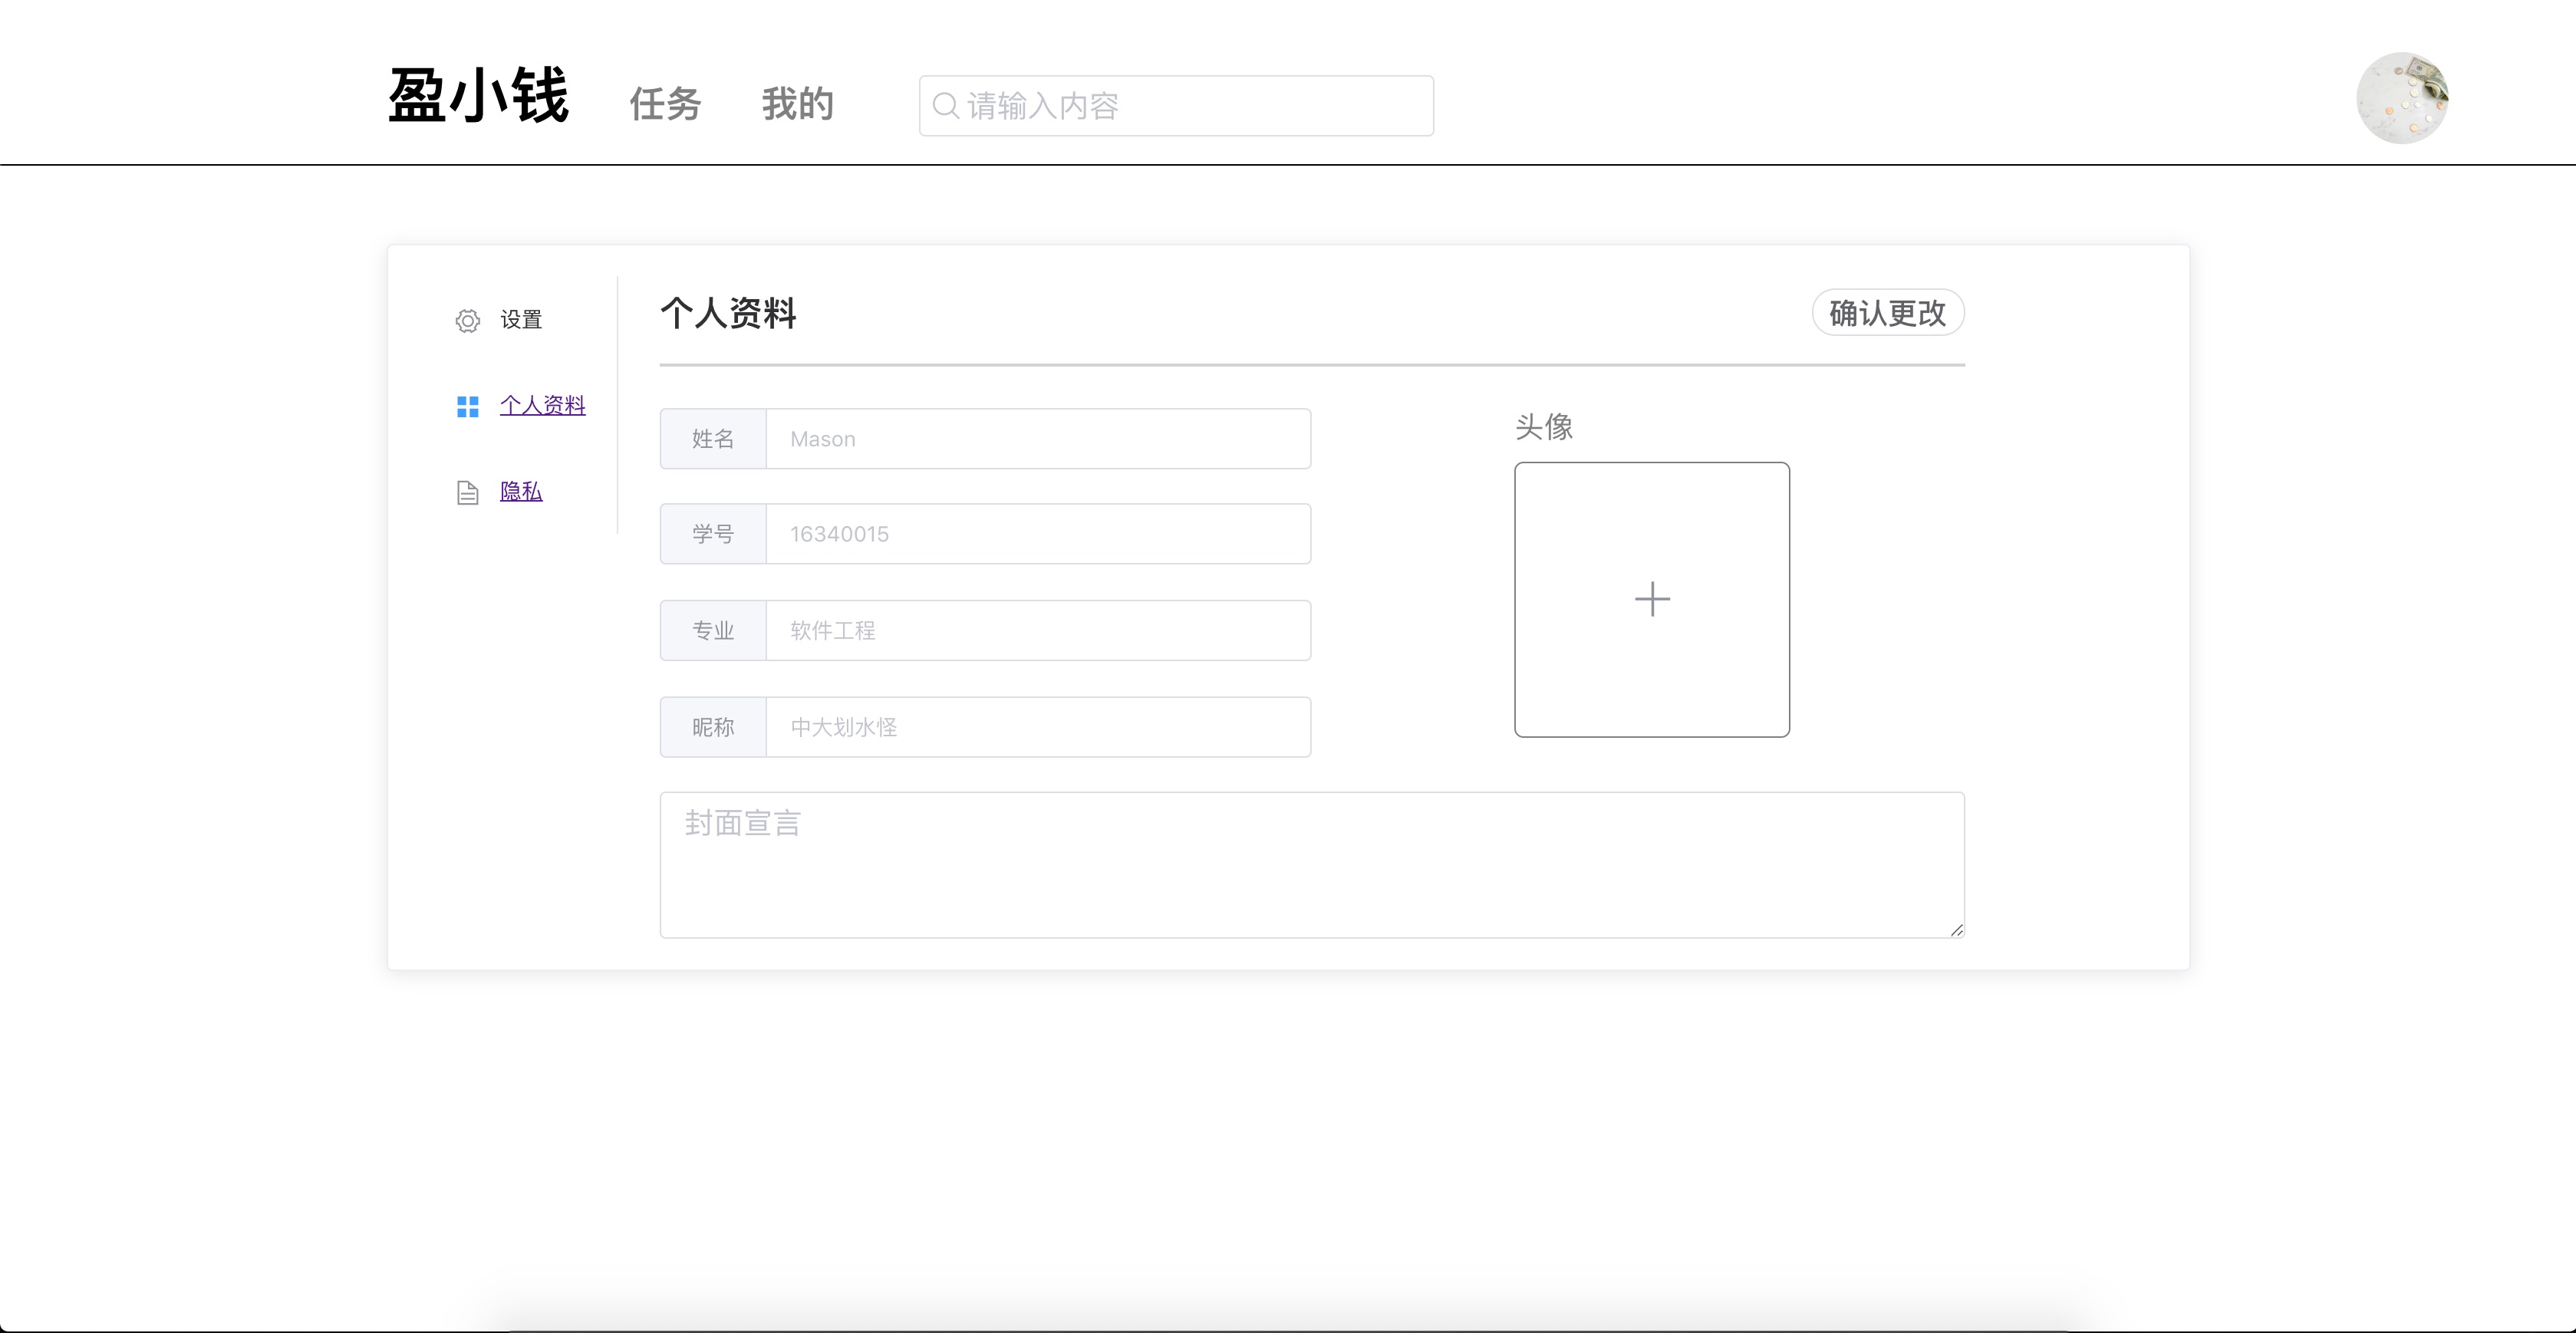 盈小钱 任务 我的 请输入内容
设置
个人资料
隐私
个人资料 确认更改
姓名 Mason
学号 16340015
专业 软件工程
昵称 中大划水怪
头像
封面宣言